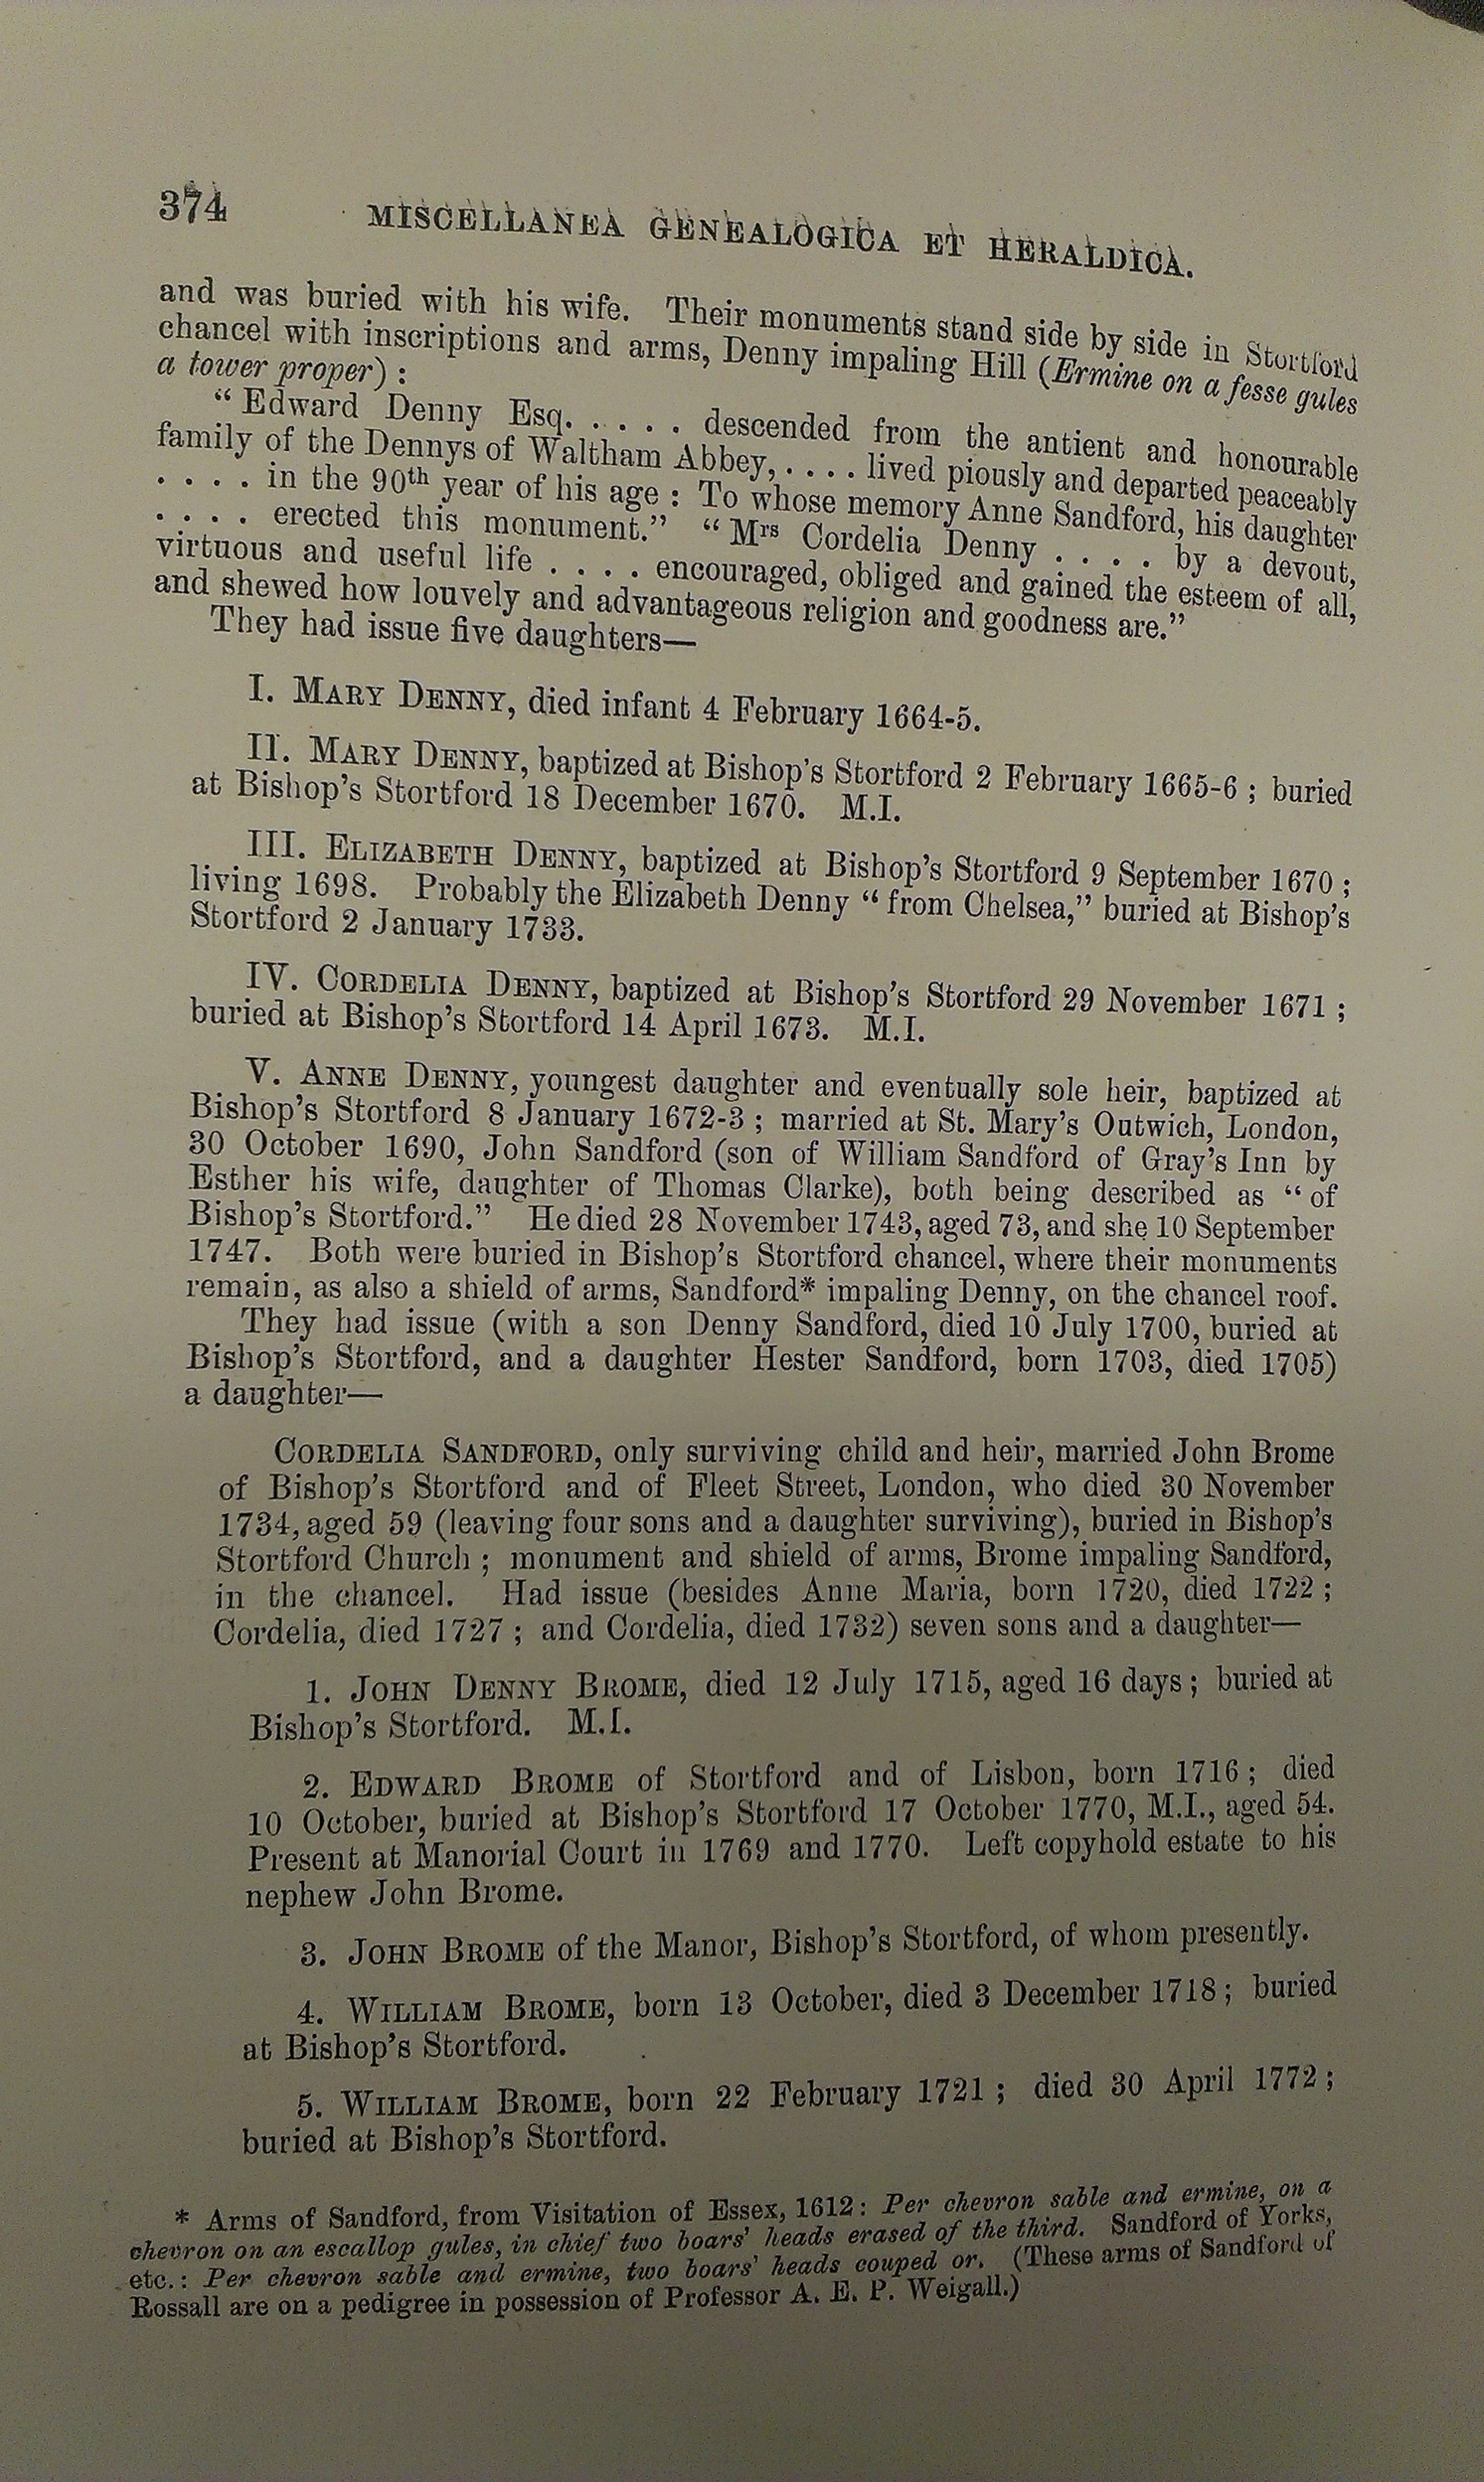 374 MISCELLANEA GENEALOGICA ET HERALDICA.
and was buried with his wife. Their monuments stand side by side in Stortford
chancel with inscriptions and arms, Denny impaling Hill (Ermine on a fesse gules
a tower proper) :
“ Edward Denny Esq. . . . . . descended from the antient and honourable
family of the Dennys of Waltham Abbey, . . . . lived piously and departed peaceably
. . . . in the 90th year of his age : To whose memory Anne Sandford, his daughter
. . . . erected this monument.” “ Mrs Cordelia Denny . . . . by a devout,
virtuous and useful life . . . . encouraged, obliged and gained the esteem of all,
and shewed how louvely and advantageous religion and goodness are.”
They had issue five daughters—
I. MARY DENNY, died infant 4 February 1664-5.
II. MARY DENNY, baptized at Bishop's Stortford 2 February 1665-6 ; buried
at Bishop's Stortford 18 December 1670. M.I.
III. ELIZABETH DENNY, baptized at Bishop's Stortford 9 September 1670 ;
living 1698. Probably the Elizabeth Denny “ from Chelsea,” buried at Bishop's
Stortford 2 January 1733.
IV. CORDELIA DENNY, baptized at Bishop's Stortford 29 November 1671 ;
buried at Bishop's Stortford 14 April 1673. M.I.
V. ANNE DENNY, youngest daughter and eventually sole heir, baptized at
Bishop's Stortford 8 January 1672-3 ; married at St. Mary's Outwich, London,
30 October 1690, John Sandford (son of William Sandford of Gray's Inn by
Esther his wife, daughter of Thomas Clarke), both being described as “ of
Bishop's Stortford.” He died 28 November 1743, aged 73, and she 10 September
1747. Both were buried in Bishop's Stortford chancel, where their monuments
remain, as also a shield of arms, Sandford* impaling Denny, on the chancel roof.
They had issue (with a son Denny Sandford, died 10 July 1700, buried at
Bishop's Stortford, and a daughter Hester Sandford, born 1703, died 1705)
a daughter—
CORDELIA SANDFORD, only surviving child and heir, married John Brome
of Bishop's Stortford and of Fleet Street, London, who died 30 November
1734, aged 59 (leaving four sons and a daughter surviving), buried in Bishop's
Stortford Church ; monument and shield of arms, Brome impaling Sandford,
in the chancel. Had issue (besides Anne Maria, born 1720, died 1722 ;
Cordelia, died 1727 ; and Cordelia, died 1732) seven sons and a daughter—
1. JOHN DENNY BROME, died 12 July 1715, aged 16 days ; buried at
Bishop's Stortford. M.I.
2. EDWARD BROME of Stortford and of Lisbon, born 1716 ; died
10 October, buried at Bishop's Stortford 17 October 1770, M.I., aged 54.
Present at Manorial Court in 1769 and 1770. Left copyhold estate to his
nephew John Brome.
3. JOHN BROME of the Manor, Bishop's Stortford, of whom presently.
4. WILLIAM BROME, born 13 October, died 3 December 1718 ; buried
at Bishop's Stortford.
5. WILLIAM BROME, born 22 February 1721 ; died 30 April 1772 ;
buried at Bishop's Stortford.
* Arms of Sandford, from Visitation of Essex, 1612 : Per chevron sable and ermine, on a
chevron on an escallop gules, in chief two boars' heads erased of the third. Sandford of Yorks,
etc. : Per chevron sable and ermine, two boars' heads couped or. (These arms of Sandford of
Rossall are on a pedigree in possession of Professor A. E. P. Weigall.)